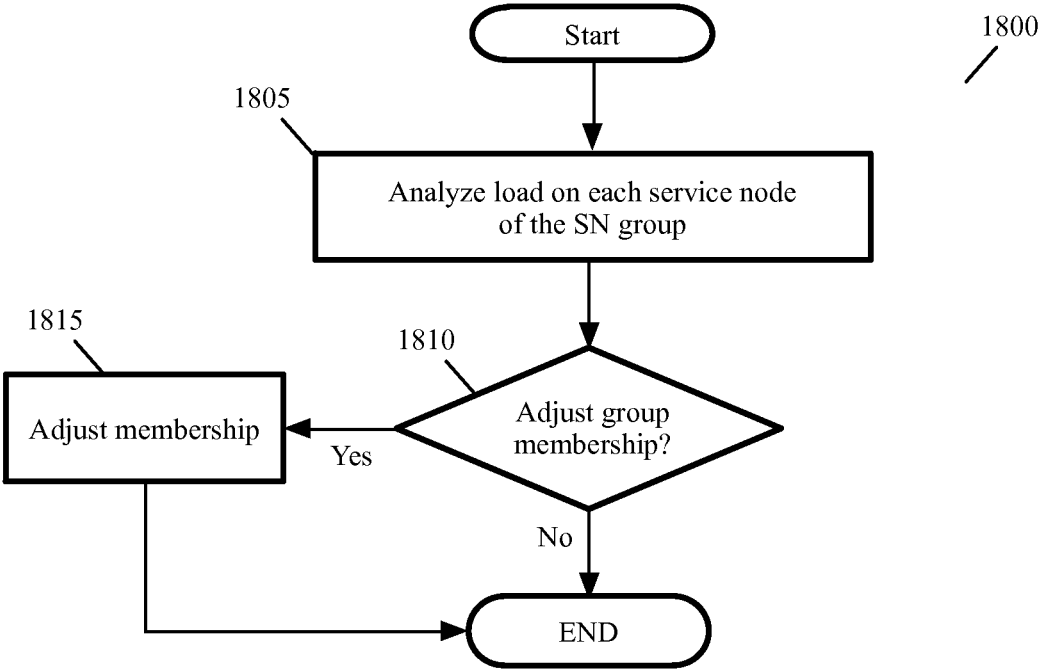 Start
1800
1805
Analyze load on each service node
of the SN group
1815
1810
Adjust membership
Adjust group
membership?
Yes
No
END